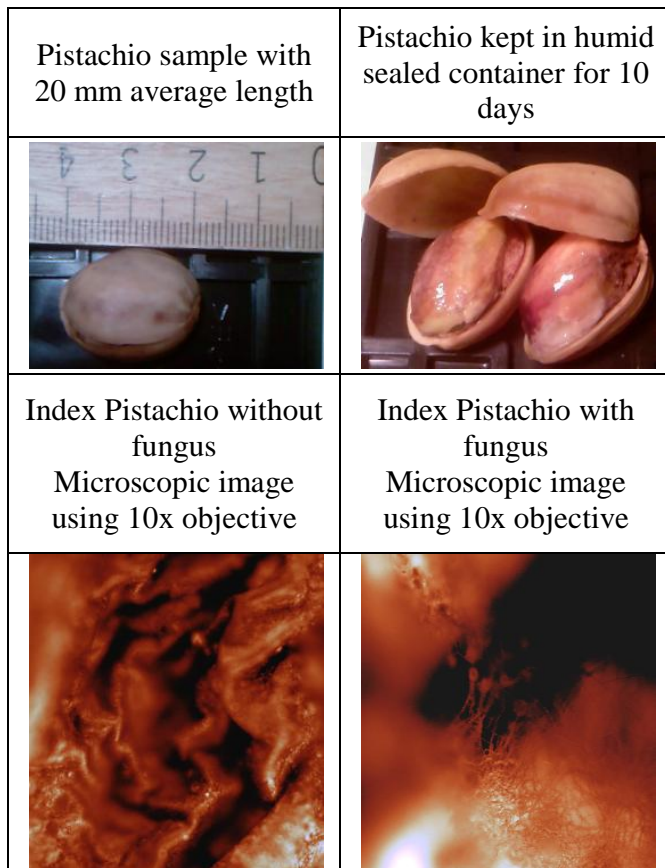 Pistachio sample with
20 mm average length
Pistachio kept in humid
sealed container for 10
days
4 3 2 1 0
Index Pistachio without
fungus
Microscopic image
using 10x objective
Index Pistachio with
fungus
Microscopic image
using 10x objective